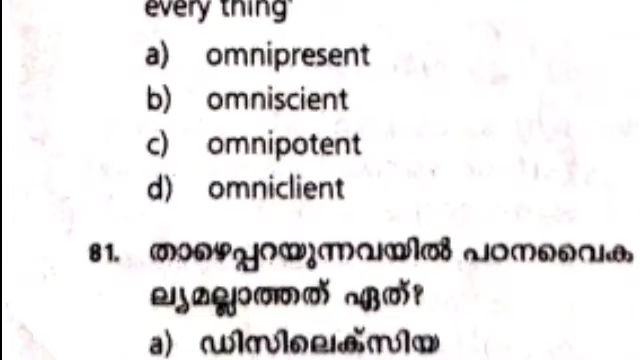 every thing'
a) omnipresent
b) omniscient
c) omnipotent
d) omniclient
81. താഴെപ്പറയുന്നവയിൽ പഠനവൈക
ല്യമല്ലാത്തത് ഏത്?
a) ഡിസിലെക്സിയ